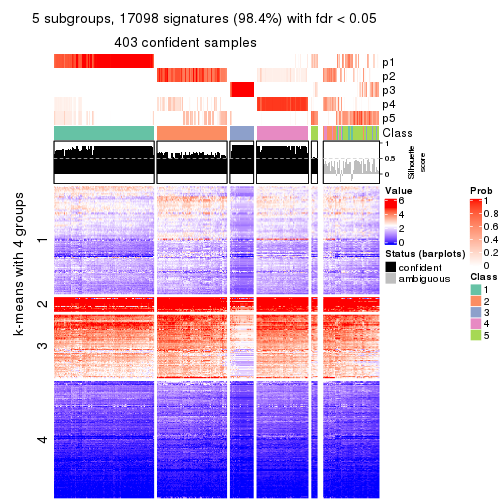 5 subgroups, 17098 signatures (98.4%) with fdr < 0.05
403 confident samples
p1
p2
p3
p4
p5
Class
1
0.5
0
Silhouette
score
k-means with 4 groups
1
2
3
4
Value
6
4
2
0
Status (barplots)
confident
ambiguous
Prob
1
0.8
0.6
0.4
0.2
0
Class
1
2
3
4
5